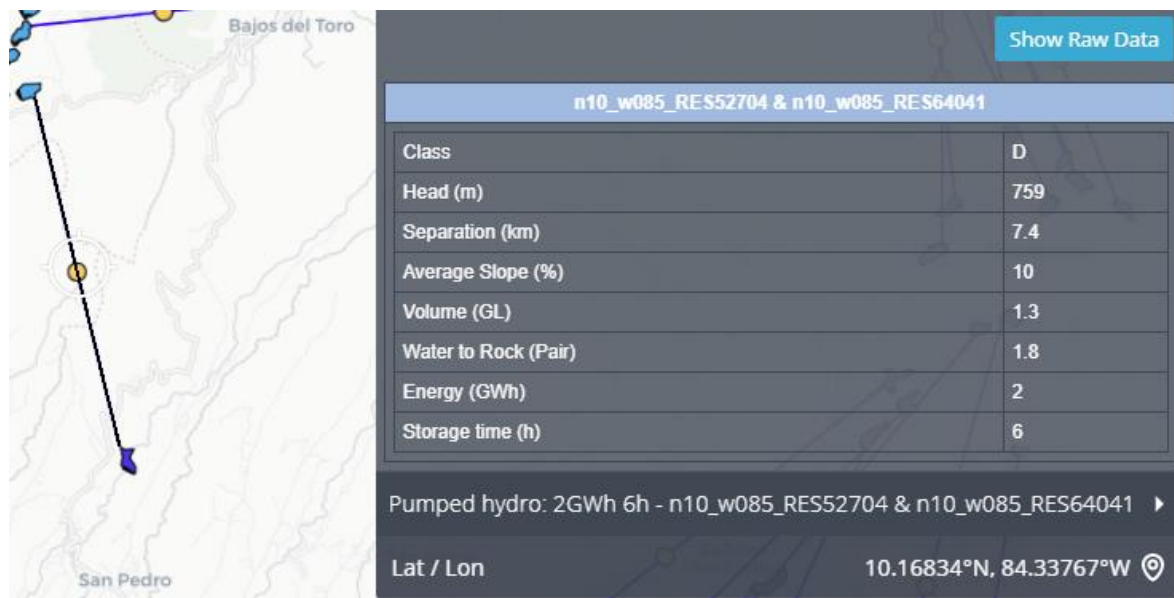 Bajos del Toro
San Pedro
Show Raw Data
n10_w085_RES52704 & n10_w085_RES64041
Class D
Head (m) 759
Separation (km) 7.4
Average Slope (%) 10
Volume (GL) 1.3
Water to Rock (Pair) 1.8
Energy (GWh) 2
Storage time (h) 6
Pumped hydro: 2GWh 6h - n10_w085_RES52704 & n10_w085_RES64041
Lat / Lon 10.16834°N, 84.33767°W